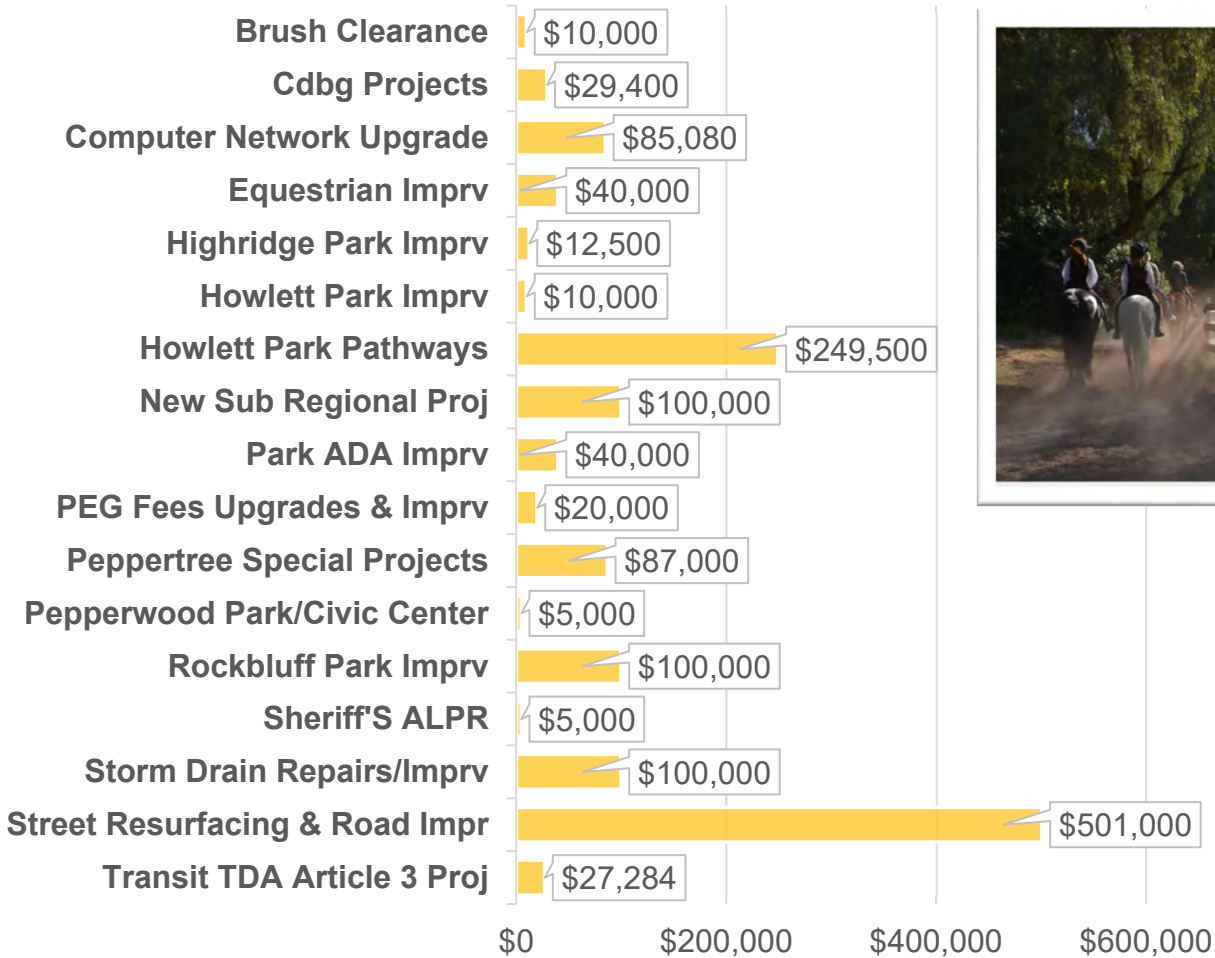 Brush Clearance $10,000
Cdbg Projects $29,400
Computer Network Upgrade $85,080
Equestrian Imprv $40,000
Highridge Park Imprv $12,500
Howlett Park Imprv $10,000
Howlett Park Pathways $249,500
New Sub Regional Proj $100,000
Park ADA Imprv $40,000
PEG Fees Upgrades & Imprv $20,000
Peppertree Special Projects $87,000
Pepperwood Park/Civic Center $5,000
Rockbluff Park Imprv $100,000
Sheriff'S ALPR $5,000
Storm Drain Repairs/Imprv $100,000
Street Resurfacing & Road Impr $501,000
Transit TDA Article 3 Proj $27,284
$0 $200,000 $400,000 $600,000